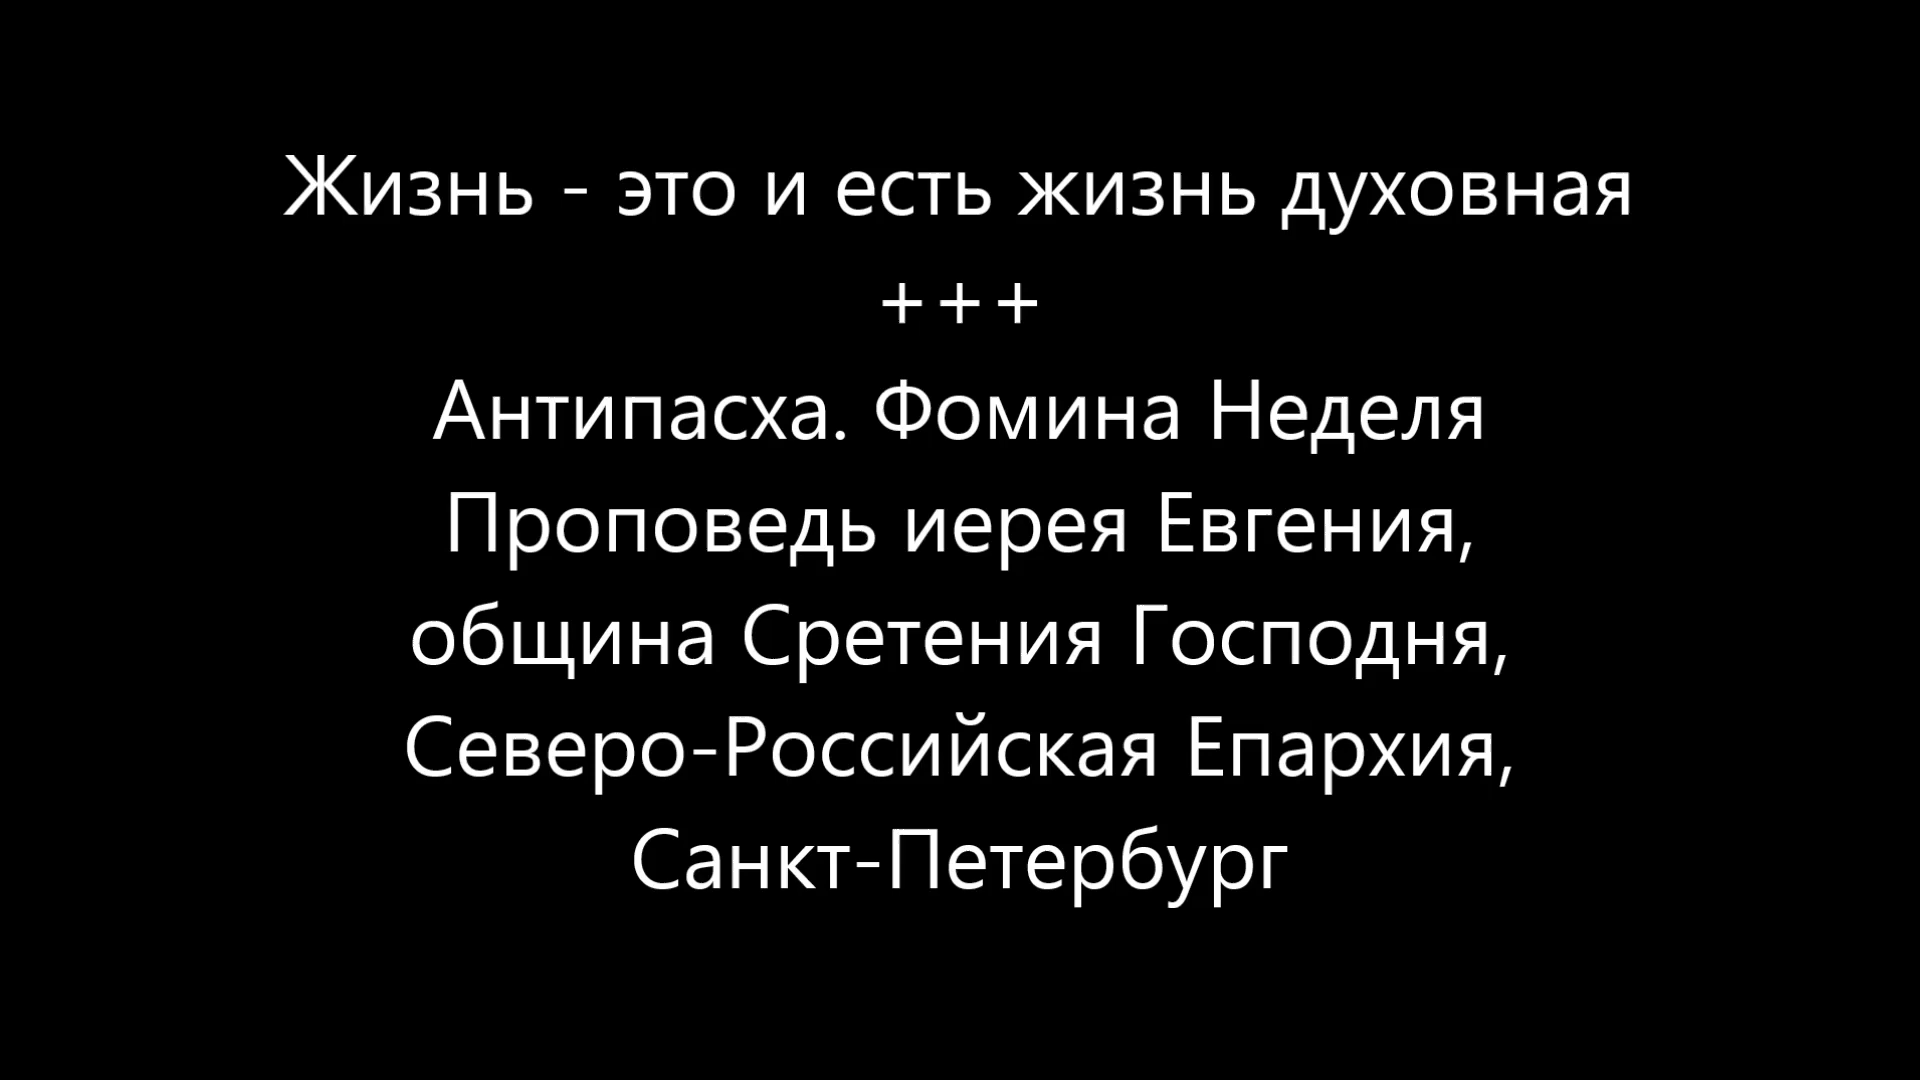 Жизнь - это и есть жизнь духовная
+++
Антипасха. Фомина Неделя
Проповедь иерея Евгения,
община Сретения Господня,
Северо-Российская Епархия,
Санкт-Петербург